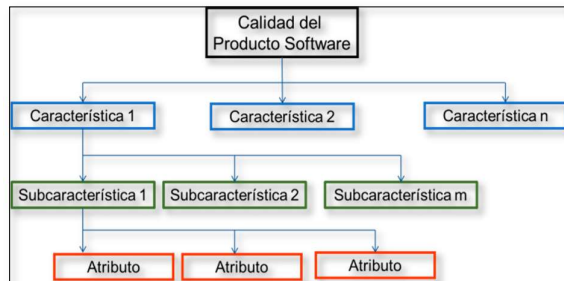 Calidad del
Producto Software
Característica 1
Característica 2
Característica n
Subcaracterística 1
Subcaracterística 2
Subcaracterística m
Atributo
Atributo
Atributo